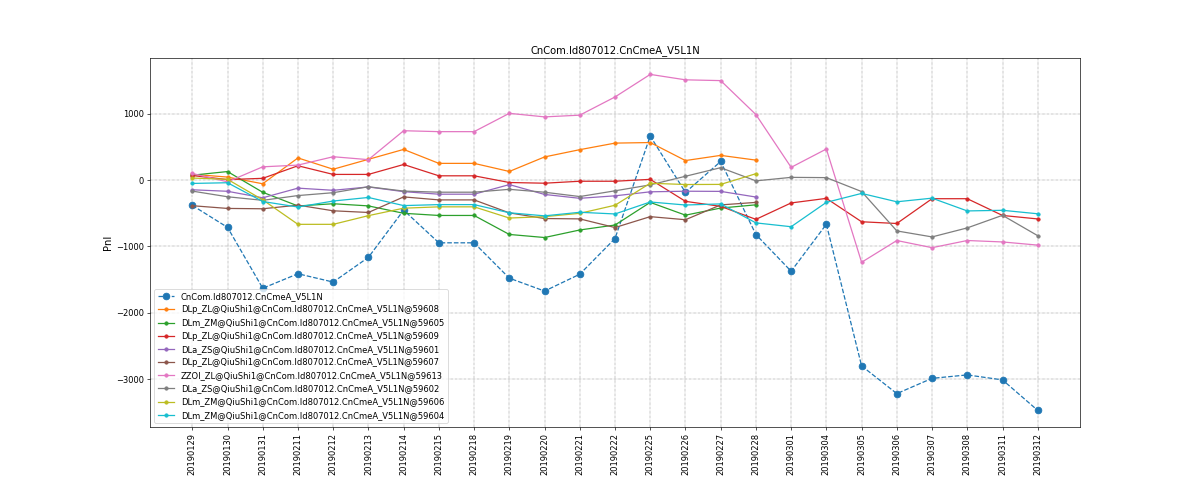 CnCom.Id807012.CnCmeA_V5L1N
1000
0
−1000
−2000
−3000
Pnl
CnCom.Id807012.CnCmeA_V5L1N
DLp_ZL@QiuShi1@CnCom.Id807012.CnCmeA_V5L1N@59608
DLm_ZM@QiuShi1@CnCom.Id807012.CnCmeA_V5L1N@59605
DLp_ZL@QiuShi1@CnCom.Id807012.CnCmeA_V5L1N@59609
DLa_ZS@QiuShi1@CnCom.Id807012.CnCmeA_V5L1N@59601
DLp_ZL@QiuShi1@CnCom.Id807012.CnCmeA_V5L1N@59607
ZZOI_ZL@QiuShi1@CnCom.Id807012.CnCmeA_V5L1N@59613
DLa_ZS@QiuShi1@CnCom.Id807012.CnCmeA_V5L1N@59602
DLm_ZM@QiuShi1@CnCom.Id807012.CnCmeA_V5L1N@59606
DLm_ZM@QiuShi1@CnCom.Id807012.CnCmeA_V5L1N@59604
20190129
20190130
20190131
20190211
20190212
20190213
20190214
20190215
20190218
20190219
20190220
20190221
20190222
20190225
20190226
20190227
20190228
20190301
20190304
20190305
20190306
20190307
20190308
20190311
20190312